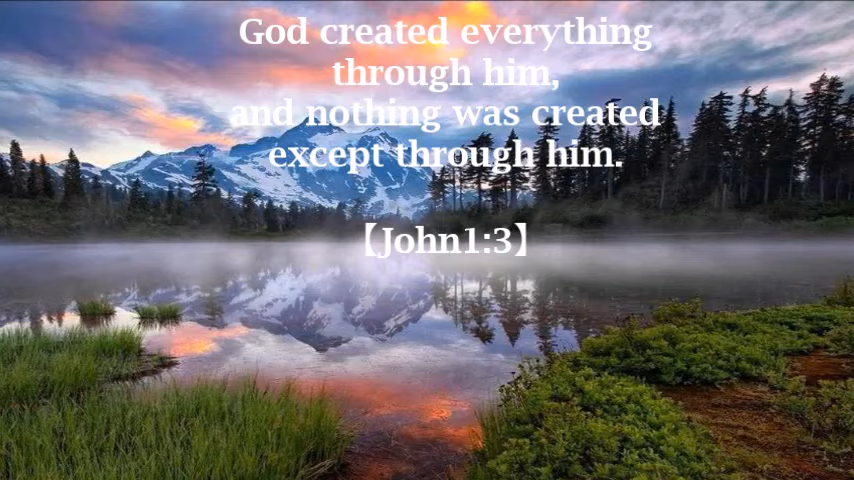 God created everything
through him,
and nothing was created
except through him.
【John1:3】